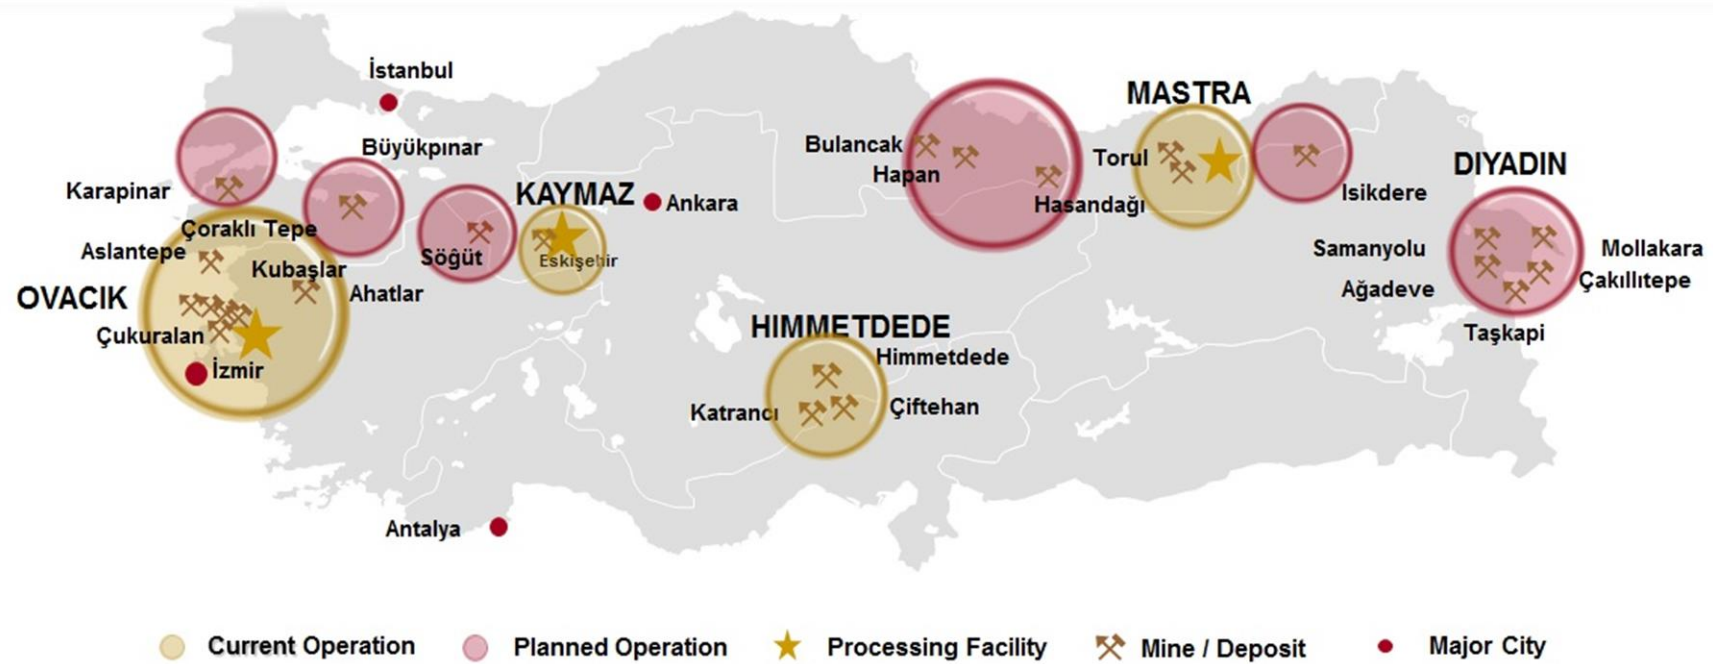 İstanbul
MASTRA
Büyükpınar
Bulancak
Torul
DIYADIN
Hapan
Karapinar
KAYMAZ
Ankara
Hasandağı
Isikdere
Çoraklı Tepe
Aslantepe
Söğüt
Eskişehir
Samanyolu
Mollakara
Kubaşlar
Ahatlar
Ağadeve
Çakıllıtepe
OVACIK
Çukuralan
HIMMETDEDE
Taşkapi
Himmetdede
İzmir
Katrancı
Çiftehan
Antalya
Current Operation
Planned Operation
Processing Facility
Mine / Deposit
Major City